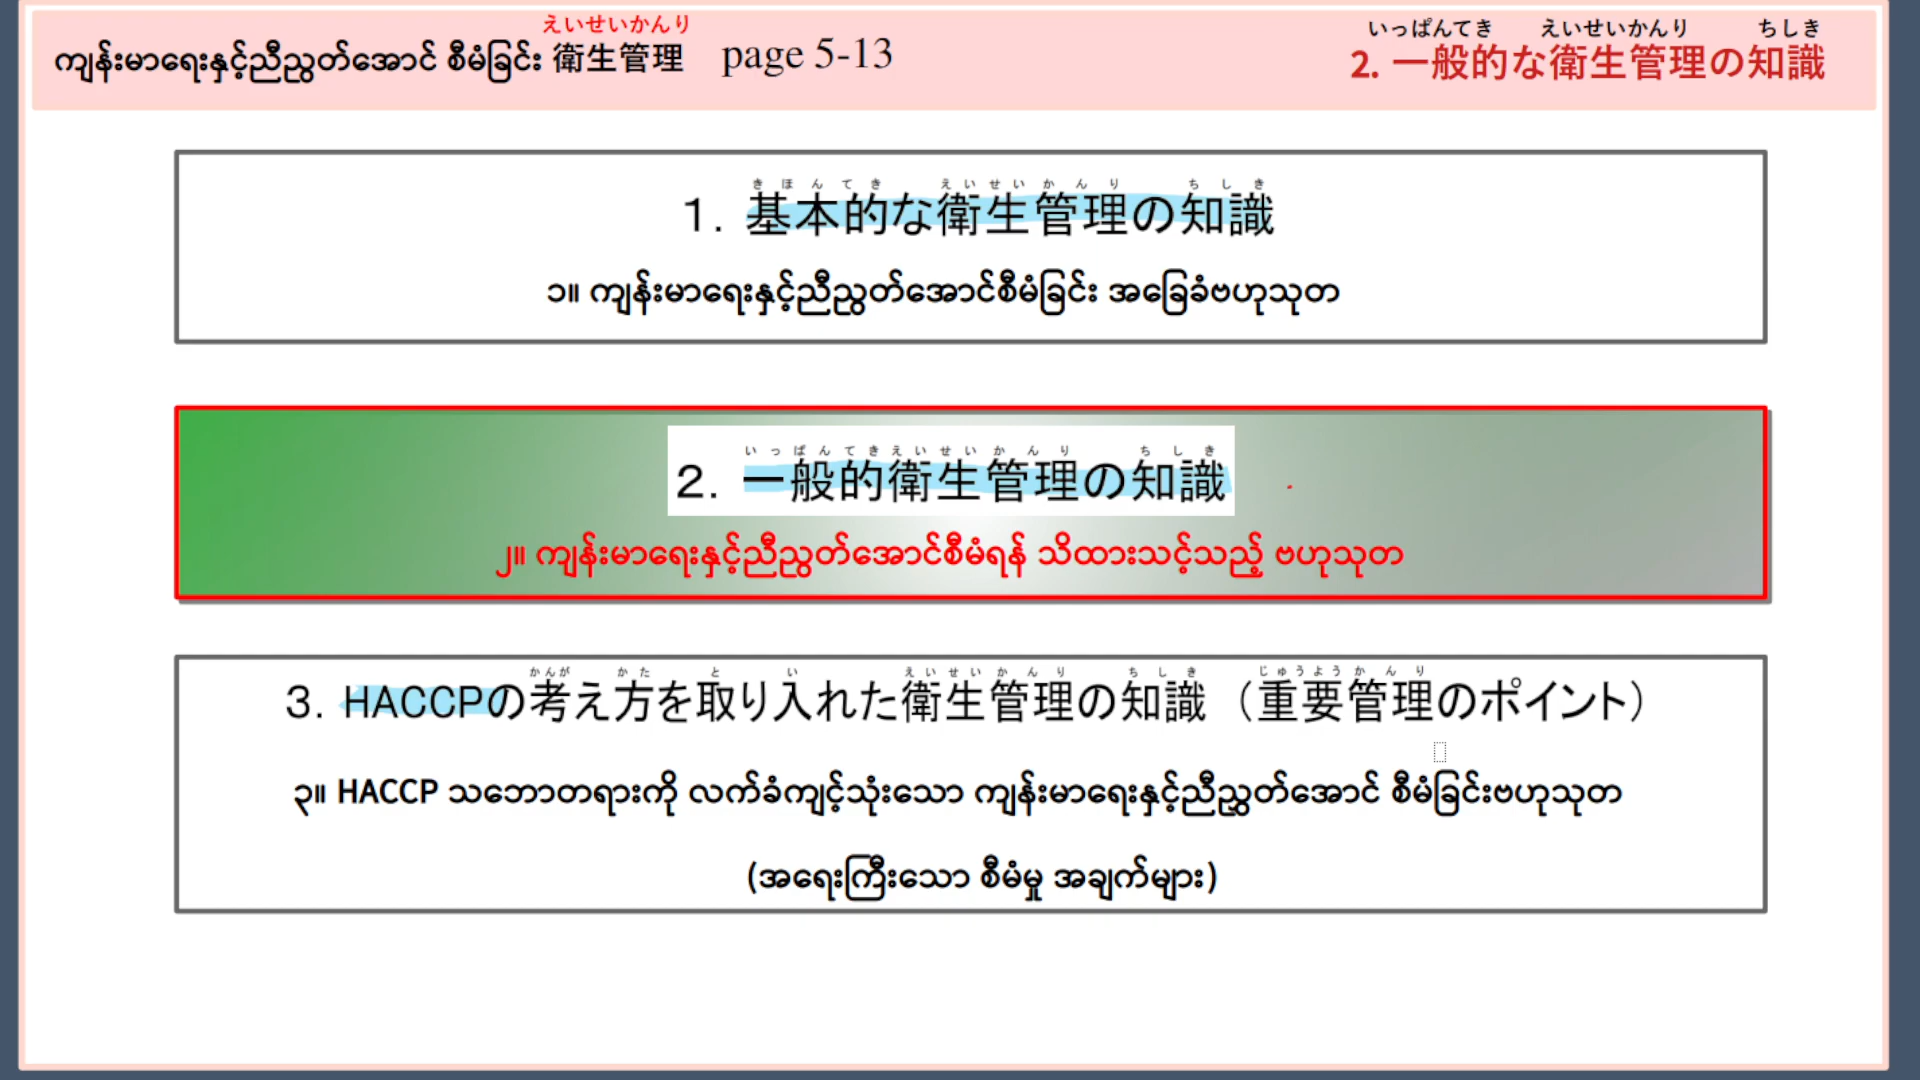 えいせいかんり
ကျန်းမာရေးနှင့်ညီညွတ်အောင် စီမံခြင်း 衛生管理 page 5-13
いっぱんてき えいせいかんり ちしき
2. 一般的な衛生管理の知識
きほんてき えいせいかんり ちしき
1. 基本的な衛生管理の知識
၁။ ကျန်းမာရေးနှင့်ညီညွတ်အောင်စီမံခြင်း အခြေခံဗဟုသုတ
いっぱんてきえいせいかんり ちしき
2. 一般的衛生管理の知識
၂။ ကျန်းမာရေးနှင့်ညီညွတ်အောင်စီမံရန် သိထားသင့်သည့် ဗဟုသုတ
かんが かた と い えいせいかんり ちしき じゅうようかんり
3. HACCPの考え方を取り入れた衛生管理の知識（重要管理のポイント）
၃။ HACCP သဘောတရားကို လက်ခံကျင့်သုံးသော ကျန်းမာရေးနှင့်ညီညွှတ်အောင် စီမံခြင်းဗဟုသုတ
(အရေးကြီးသော စီမံမှု အချက်များ)